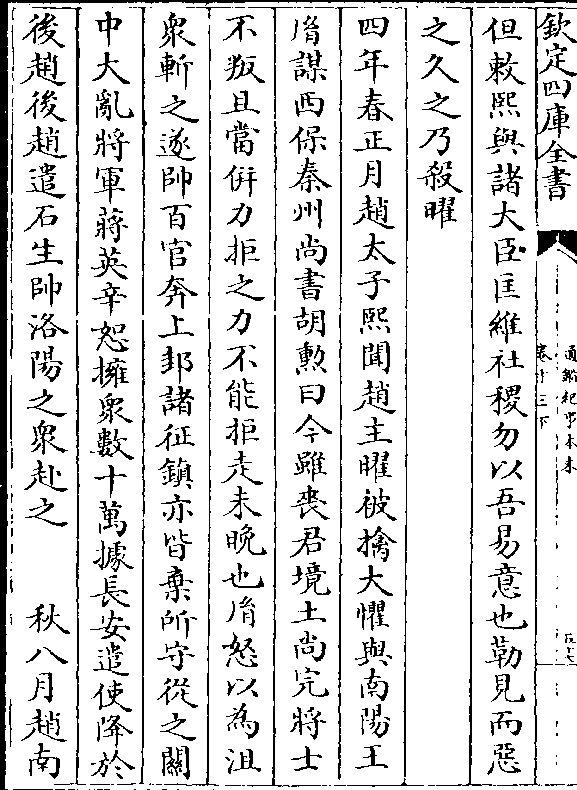 欽定四庫全書
通鑑紀事本末
卷十三下
但敕熙與諸大臣匡維社稷勿以吾易意也勒見而惡
之久之乃殺曜
四年春正月趙太子熙聞趙主曜被擒大懼與南陽王
㣧謀西保秦州尚書胡勲曰今雖喪君境土尚完將士
不叛且當併力拒之力不能拒走未晚也㣧怒以為沮
衆斬之遂帥百官奔上邽諸征鎮亦皆棄所守從之關
中大亂將軍蔣英辛恕擁衆數十萬據長安遣使降於
後趙後趙遣石生帥洛陽之衆赴之　　秋八月趙南